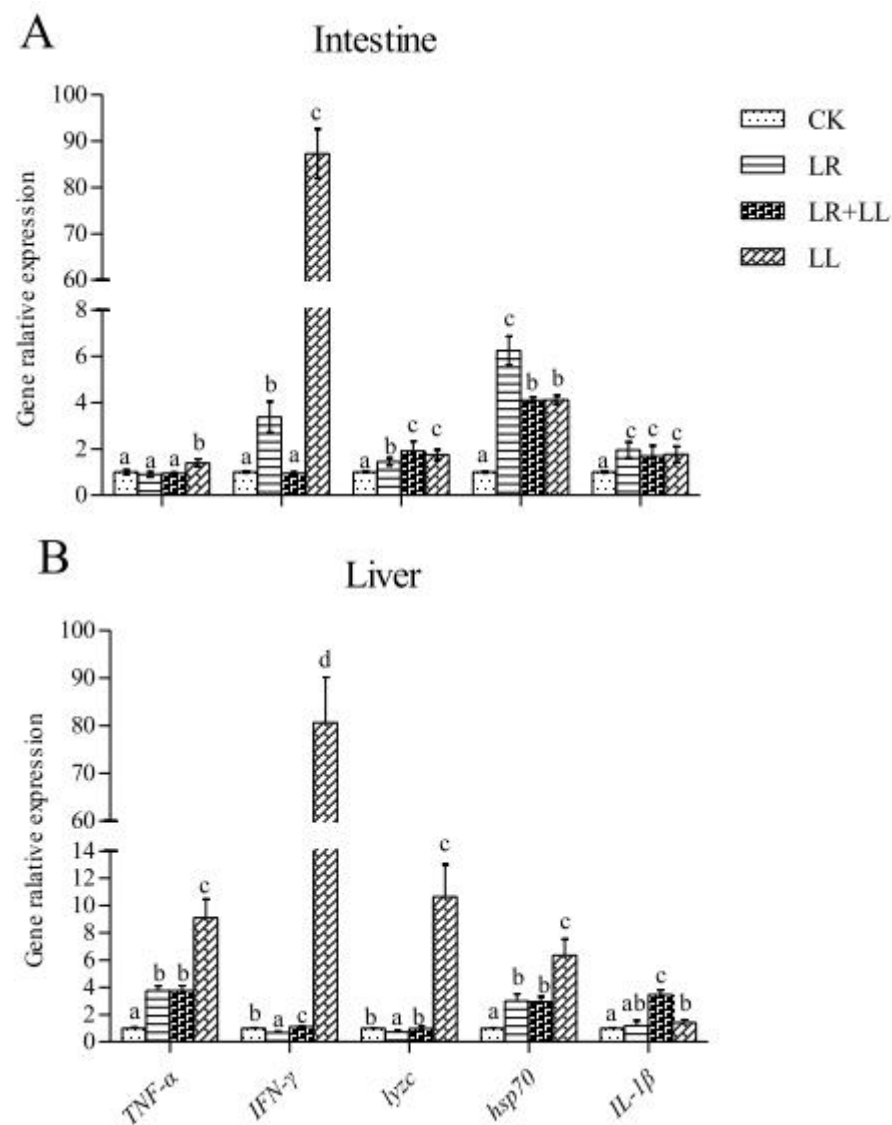 A
Intestine
100
90
80
70
60
8
6
4
2
0
Gene ralative expression
a a a b
a b a c
a b c c
a c b b
a c c c
CK
LR
LR+LL
LL
B
Liver
100
90
80
70
60
14
12
10
8
6
4
2
0
Gene ralative expression
a b b c
b a c d
b a b c
a b b c
a ab c b
TNF-α
IFN-γ
lyzc
hsp70
IL-1β